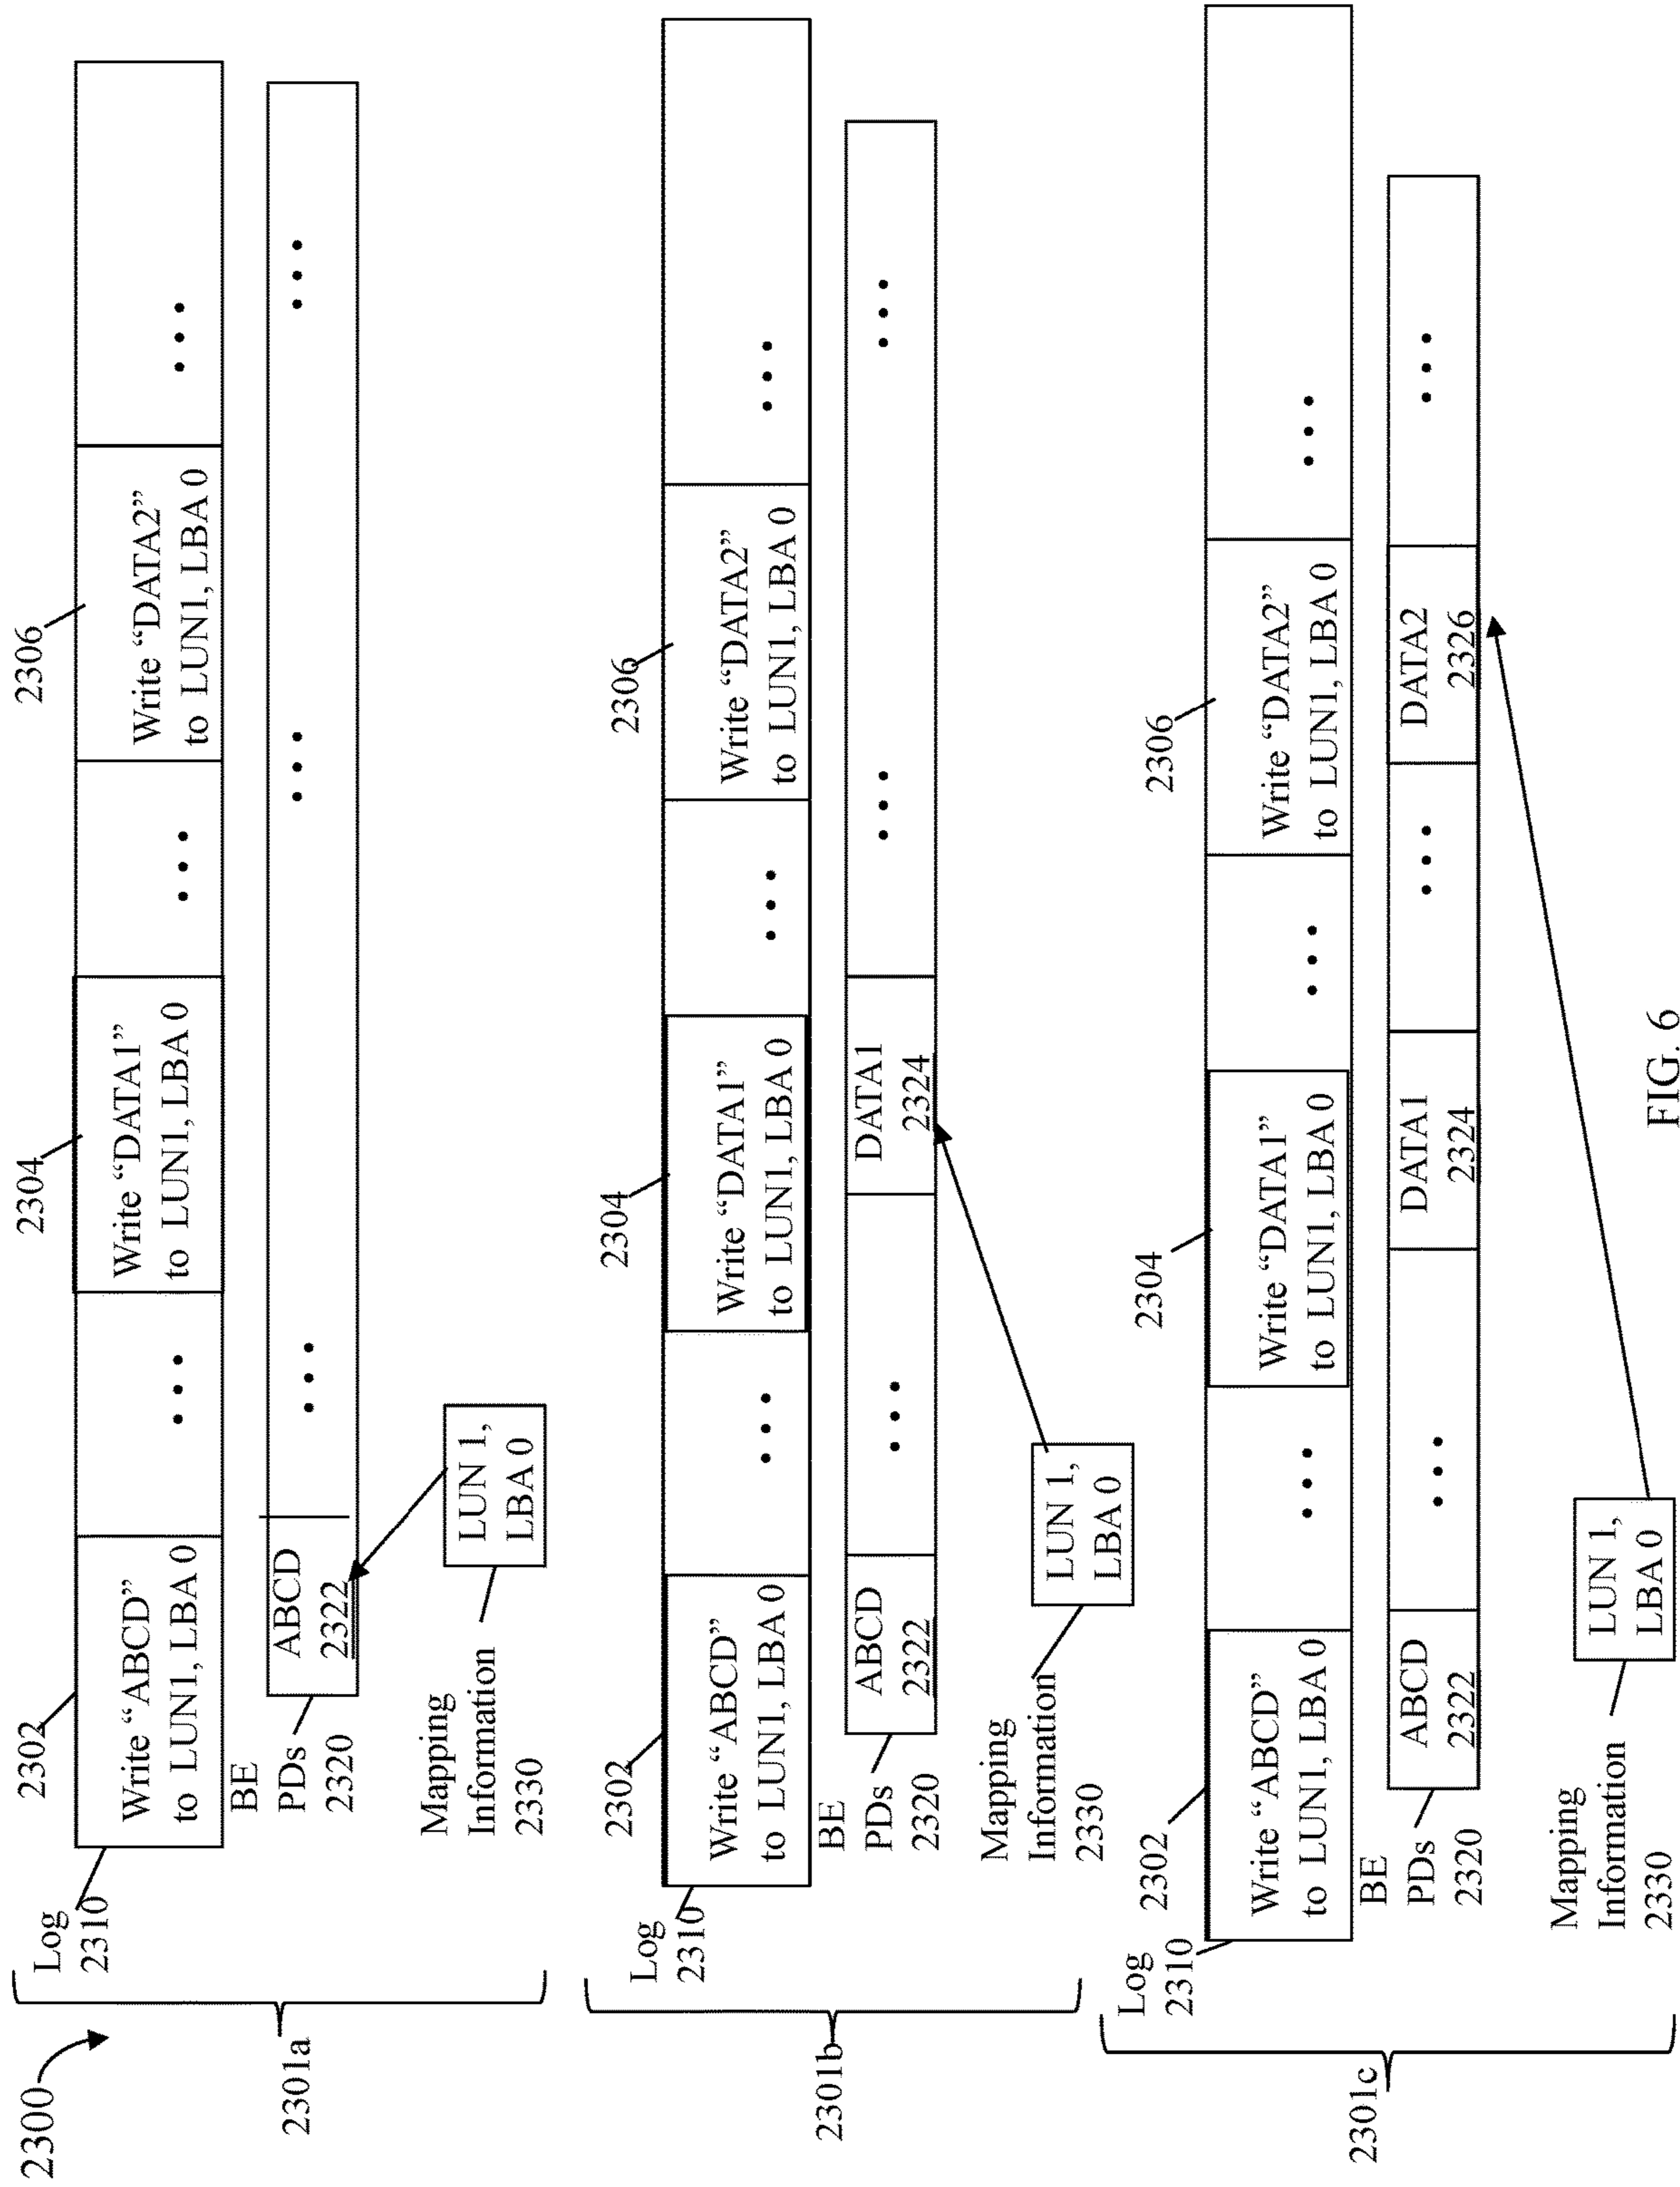 2300
2301a
Log
2310
2302
2304
2306
Write “ABCD”
to LUN1, LBA 0
...
Write “DATA1”
to LUN1, LBA 0
...
Write “DATA2”
to LUN1, LBA 0
...
BE
PDs
2320
ABCD
2322
...
...
...
Mapping
Information
2330
LUN 1,
LBA 0
2301b
Log
2310
2302
2304
2306
Write “ABCD”
to LUN1, LBA 0
...
Write “DATA1”
to LUN1, LBA 0
...
Write “DATA2”
to LUN1, LBA 0
...
BE
PDs
2320
ABCD
2322
...
DATA1
2324
...
...
Mapping
Information
2330
LUN 1,
LBA 0
2301c
Log
2310
2302
2304
2306
Write “ABCD”
to LUN1, LBA 0
...
Write “DATA1”
to LUN1, LBA 0
...
Write “DATA2”
to LUN1, LBA 0
...
BE
PDs
2320
ABCD
2322
...
DATA1
2324
...
DATA2
2326
...
Mapping
Information
2330
LUN 1,
LBA 0
FIG. 6